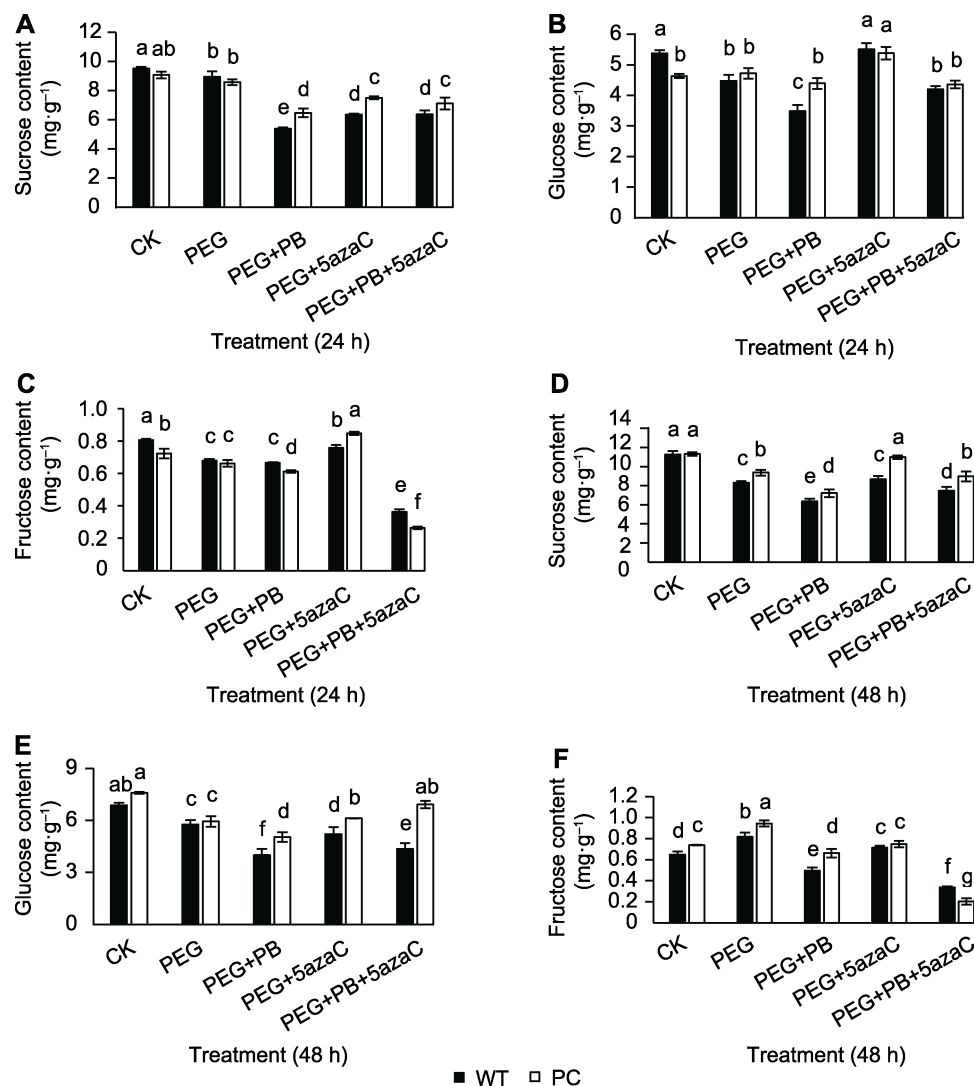 A
Sucrose content
(mg·g⁻¹)
12
10
8
6
4
2
0
a ab b b e d d c d c
CK PEG PEG+PB PEG+5azaC PEG+PB+5azaC
Treatment (24 h)
B
Glucose content
(mg·g⁻¹)
6
5
4
3
2
1
0
a b b b c b a a b b
CK PEG PEG+PB PEG+5azaC PEG+PB+5azaC
Treatment (24 h)
C
Fructose content
(mg·g⁻¹)
1.0
0.8
0.6
0.4
0.2
0
a b c c c d b a e f
CK PEG PEG+PB PEG+5azaC PEG+PB+5azaC
Treatment (24 h)
D
Sucrose content
(mg·g⁻¹)
14
12
10
8
6
4
2
0
a a c b e d c a d b
CK PEG PEG+PB PEG+5azaC PEG+PB+5azaC
Treatment (48 h)
E
Glucose content
(mg·g⁻¹)
9
6
3
0
ab a c c f d d b e ab
CK PEG PEG+PB PEG+5azaC PEG+PB+5azaC
Treatment (48 h)
F
Fructose content
(mg·g⁻¹)
1.2
1.0
0.8
0.6
0.4
0.2
0
d c b a e d c c f g
CK PEG PEG+PB PEG+5azaC PEG+PB+5azaC
Treatment (48 h)
WT PC